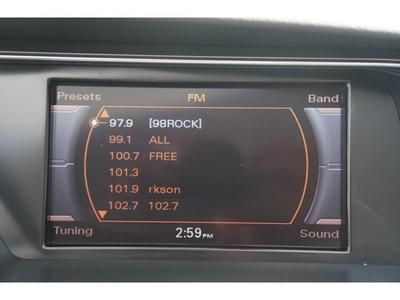 Presets FM Band
97.9 [98ROCK]
99.1 ALL
100.7 FREE
101.3
101.9 rkson
102.7 102.7
Tuning 2:59PM Sound